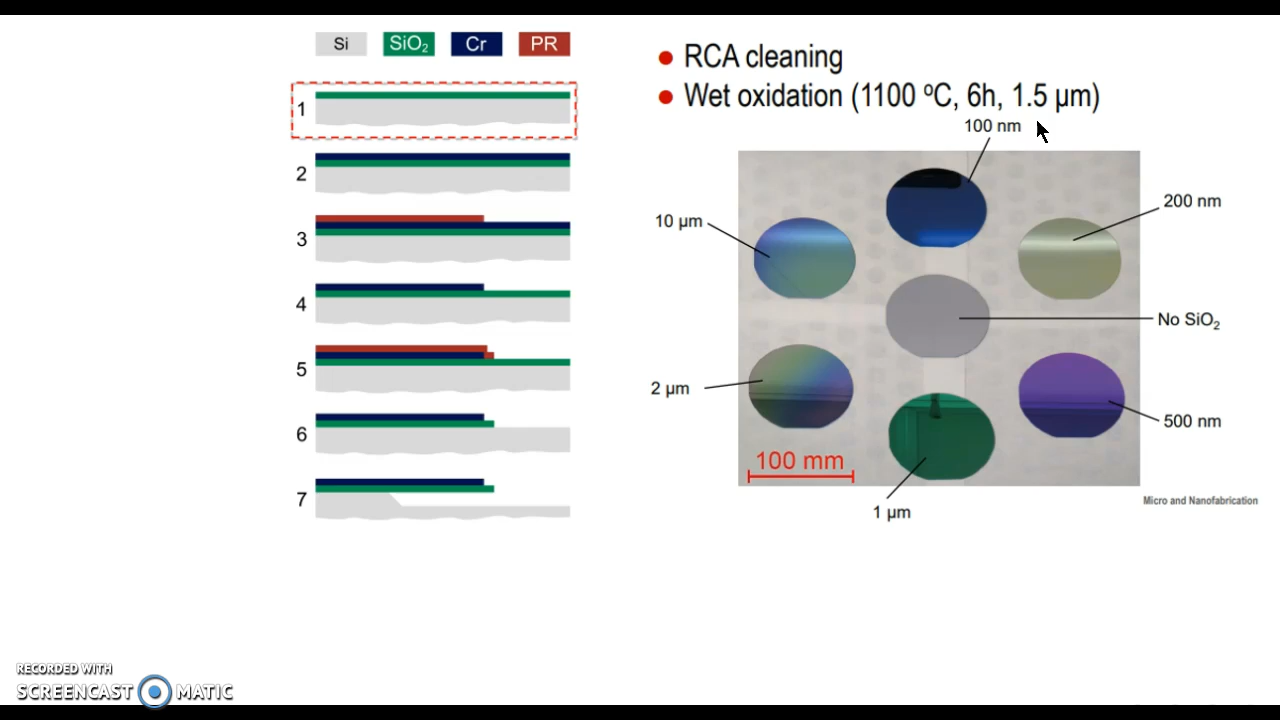 Si SiO₂ Cr PR
1
2
3
4
5
6
7
● RCA cleaning
● Wet oxidation (1100 ºC, 6h, 1.5 µm)
100 nm
10 µm
200 nm
No SiO₂
2 µm
500 nm
100 mm
1 µm
Micro and Nanofabrication
RECORDED WITH
SCREENCAST MATIC